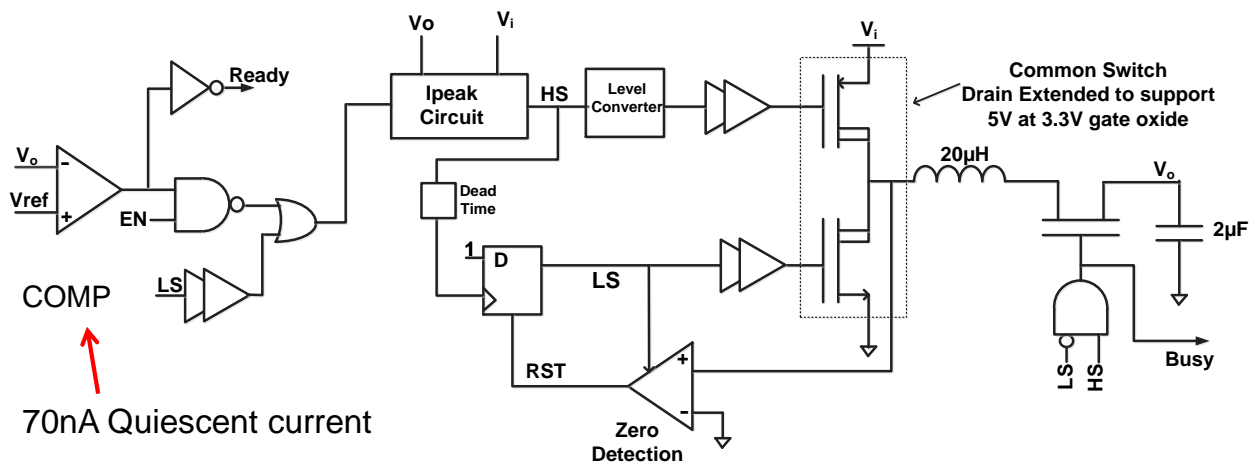 Vo
Vi
Vi
Ready
Ipeak
Circuit
HS
Level
Converter
Common Switch
Drain Extended to support
5V at 3.3V gate oxide
Vo
-
Vref
+
EN
Dead
Time
20µH
Vo
2µF
1
D
LS
LS
COMP
RST
+
-
Zero
Detection
LS
HS
Busy
70nA Quiescent current